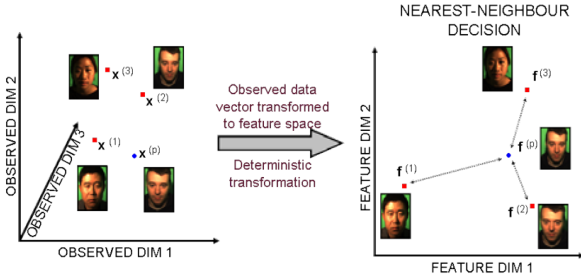 NEAREST-NEIGHBOUR
DECISION
OBSERVED DIM 2
OBSERVED DIM 3
OBSERVED DIM 1
x (3)
x (2)
x (1)
x (p)
Observed data
vector transformed
to feature space
Deterministic
transformation
FEATURE DIM 2
FEATURE DIM 1
f (3)
f (p)
f (1)
f (2)